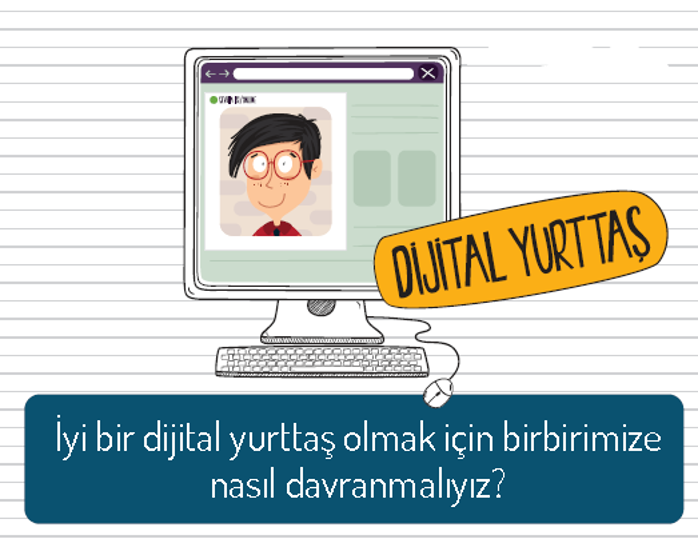 DİJİTAL YURTTAŞ
İyi bir dijital yurttaş olmak için birbirimize
nasıl davranmalıyız?